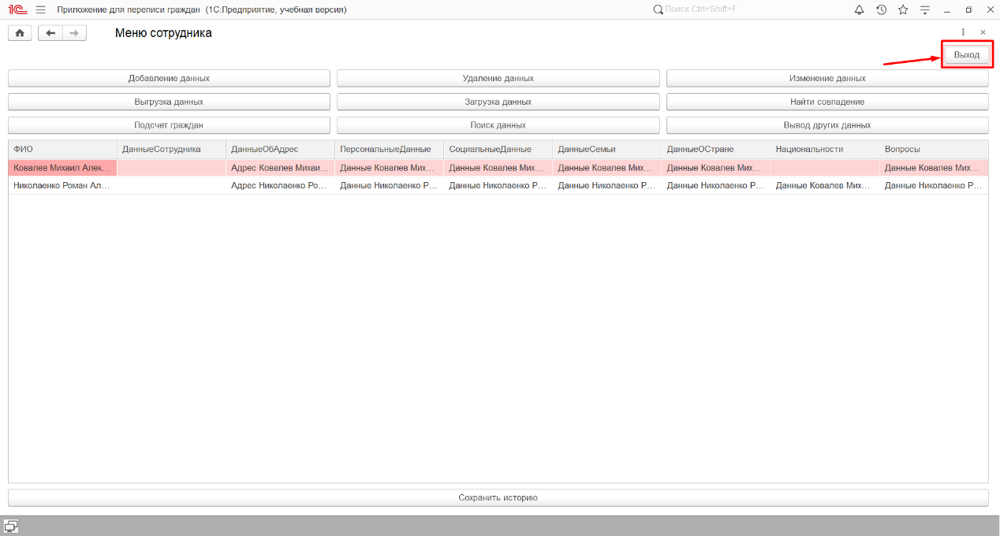 1С Приложение для переписи граждан (1С:Предприятие, учебная версия) Поиск Ctrl+Shift+F
Меню сотрудника
Выход
Добавление данных Удаление данных Изменение данных
Выгрузка данных Загрузка данных Найти совпадение
Подсчет граждан Поиск данных Вывод других данных
ФИО ДанныеСотрудника ДанныеОбАдрес ПерсональныеДанные СоциальныеДанные ДанныеСемьи ДанныеОСтране Национальности Вопросы
Ковалев Михаил Алек... Адрес Ковалев Михаи... Данные Ковалев Мих... Данные Ковалев Мих... Данные Ковалев Мих... Данные Ковалев Мих... Данные Ковалев Мих...
Николаенко Роман Ал... Адрес Николаенко Ро... Данные Николаенко Р... Данные Николаенко Р... Данные Николаенко Р... Данные Николаенко Р... Данные Ковалев Мих... Данные Николаенко Р...
Сохранить историю